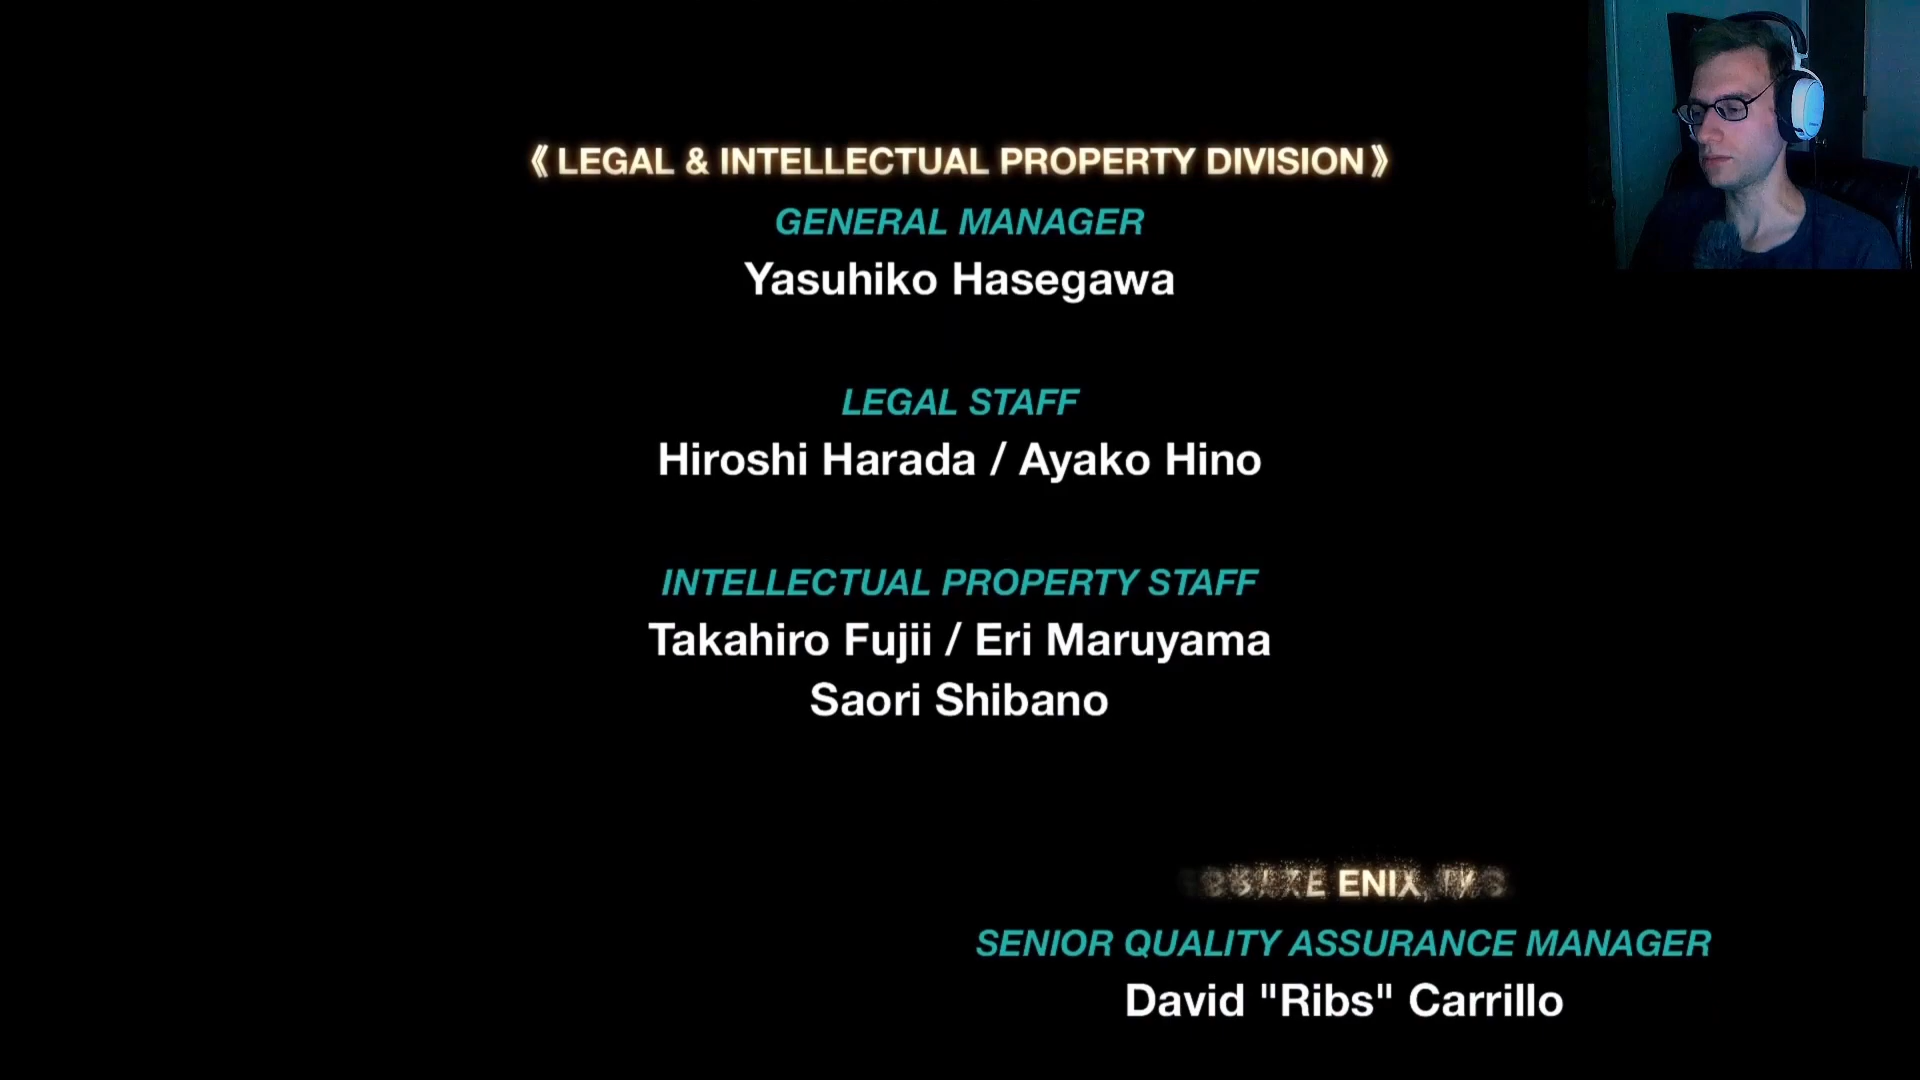 《LEGAL & INTELLECTUAL PROPERTY DIVISION》
GENERAL MANAGER
Yasuhiko Hasegawa
LEGAL STAFF
Hiroshi Harada / Ayako Hino
INTELLECTUAL PROPERTY STAFF
Takahiro Fujii / Eri Maruyama
Saori Shibano
ENIX,
SENIOR QUALITY ASSURANCE MANAGER
David "Ribs" Carrillo